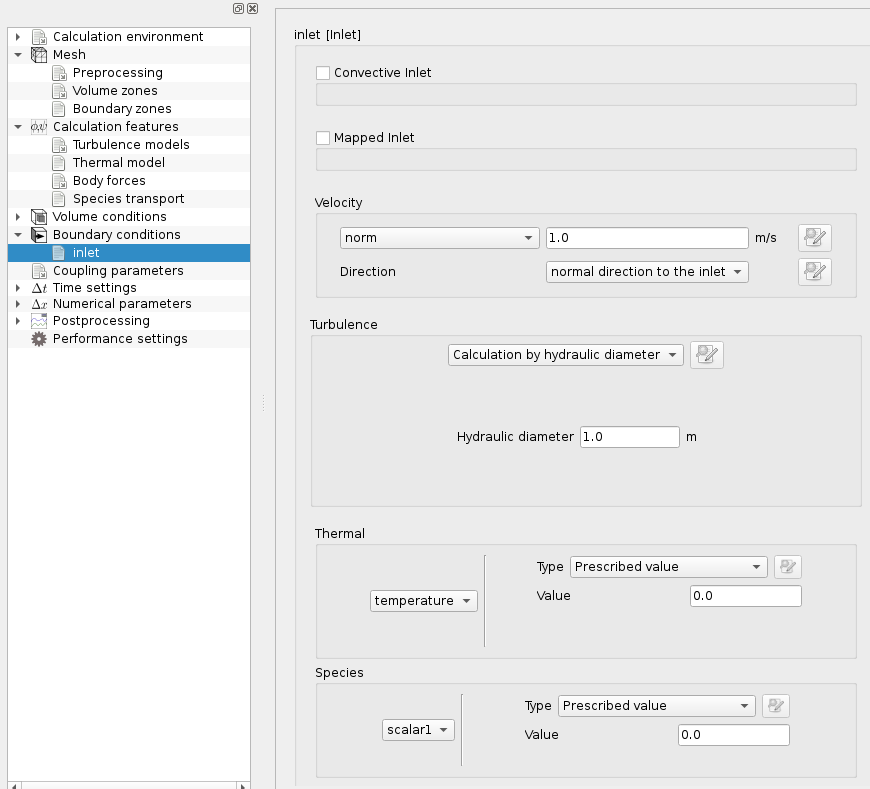 Calculation environment
Mesh
Preprocessing
Volume zones
Boundary zones
ϕ,ψ Calculation features
Turbulence models
Thermal model
Body forces
Species transport
Volume conditions
Boundary conditions
inlet
Coupling parameters
Δt Time settings
Δx Numerical parameters
Postprocessing
Performance settings
inlet [Inlet]
Convective Inlet
Mapped Inlet
Velocity
norm 1.0 m/s
Direction normal direction to the inlet
Turbulence
Calculation by hydraulic diameter
Hydraulic diameter 1.0 m
Thermal
temperature
Type Prescribed value
Value 0.0
Species
scalar1
Type Prescribed value
Value 0.0